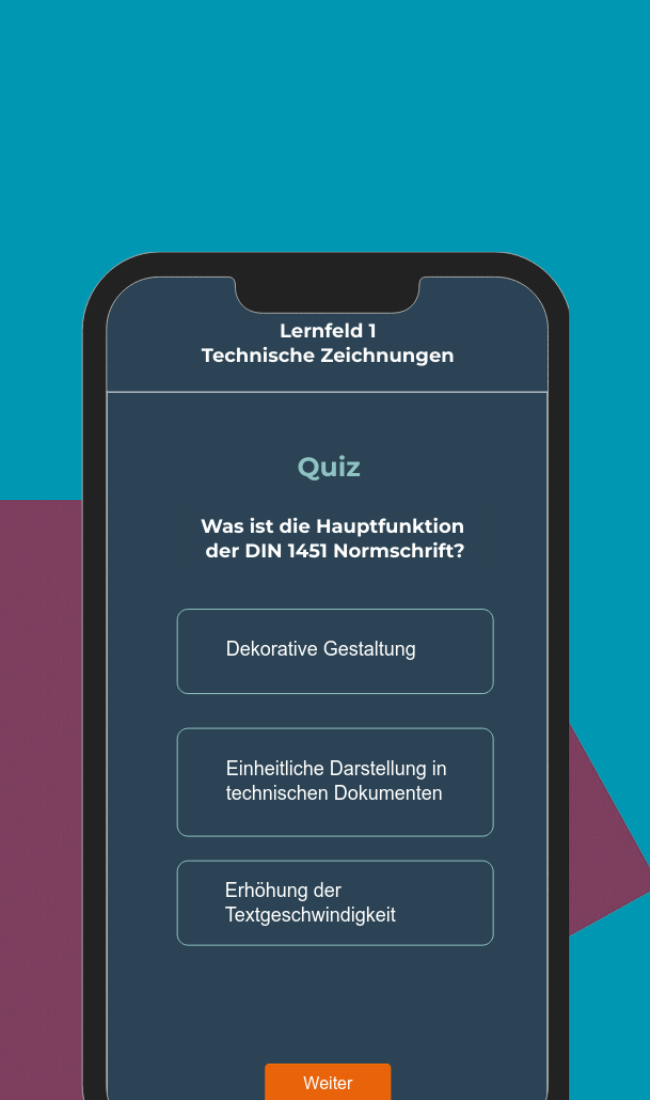 Lernfeld 1
Technische Zeichnungen
Quiz
Was ist die Hauptfunktion
der DIN 1451 Normschrift?
Dekorative Gestaltung
Einheitliche Darstellung in
technischen Dokumenten
Erhöhung der
Textgeschwindigkeit
Weiter